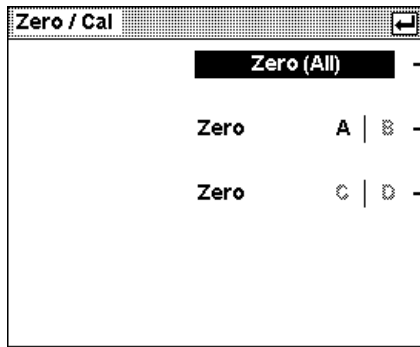 Zero / Cal
Zero (All)
Zero A | B
Zero C | D